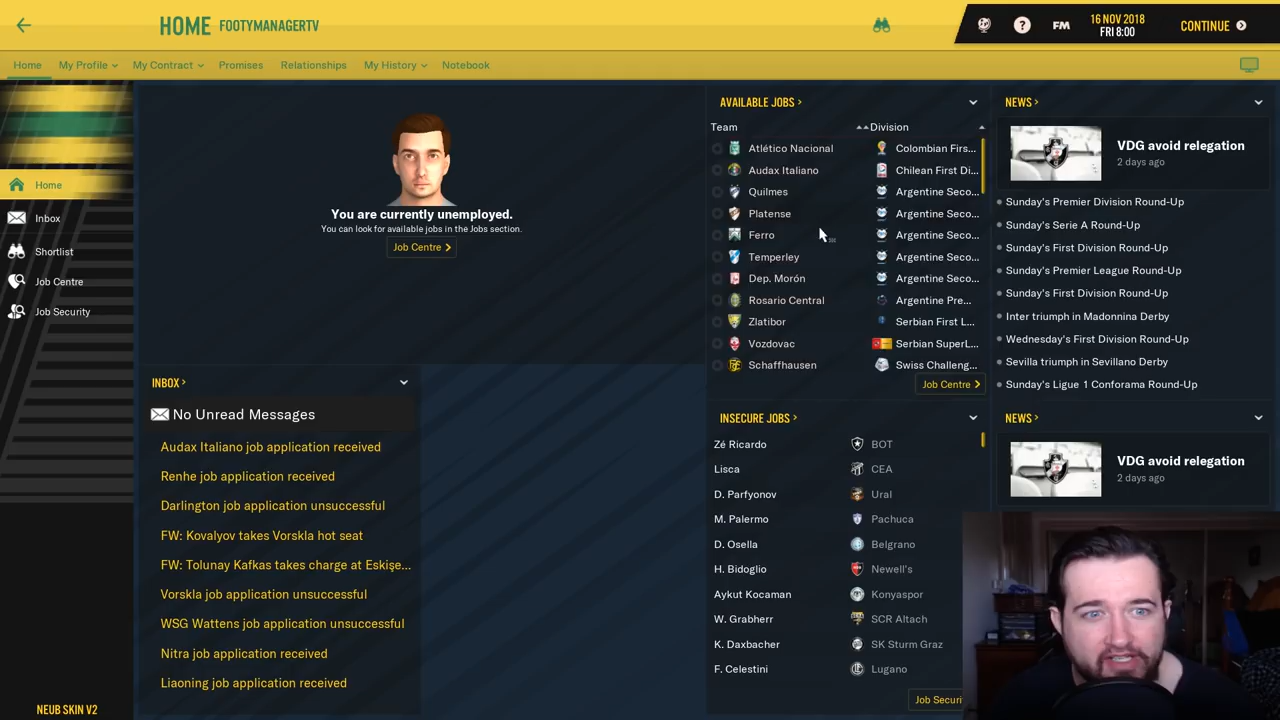 HOME FOOTYMANAGERTV
? FM 16 NOV 2018 FRI 8:00 CONTINUE
Home My Profile My Contract Promises Relationships My History Notebook
Home
Inbox
Shortlist
Job Centre
Job Security
NEUB SKIN V2
You are currently unemployed.
You can look for available jobs in the Jobs section.
Job Centre >
INBOX >
No Unread Messages
Audax Italiano job application received
Renhe job application received
Darlington job application unsuccessful
FW: Kovalyov takes Vorskla hot seat
FW: Tolunay Kafkas takes charge at Eskişe...
Vorskla job application unsuccessful
WSG Wattens job application unsuccessful
Nitra job application received
Liaoning job application received
AVAILABLE JOBS >
Team Division
Atlético Nacional Colombian Firs...
Audax Italiano Chilean First Di...
Quilmes Argentine Seco...
Platense Argentine Seco...
Ferro Argentine Seco...
Temperley Argentine Seco...
Dep. Morón Argentine Seco...
Rosario Central Argentine Pre...
Zlatibor Serbian First L...
Vozdovac Serbian SuperL...
Schaffhausen Swiss Challeng...
Job Centre >
INSECURE JOBS >
Zé Ricardo BOT
Lisca CEA
D. Parfyonov Ural
M. Palermo Pachuca
D. Osella Belgrano
H. Bidoglio Newell's
Aykut Kocaman Konyaspor
W. Grabherr SCR Altach
K. Daxbacher SK Sturm Graz
F. Celestini Lugano
Job Securi
NEWS >
VDG avoid relegation
2 days ago
Sunday's Premier Division Round-Up
Sunday's Serie A Round-Up
Sunday's First Division Round-Up
Sunday's Premier League Round-Up
Sunday's First Division Round-Up
Inter triumph in Madonnina Derby
Wednesday's First Division Round-Up
Sevilla triumph in Sevillano Derby
Sunday's Ligue 1 Conforama Round-Up
NEWS >
VDG avoid relegation
2 days ago